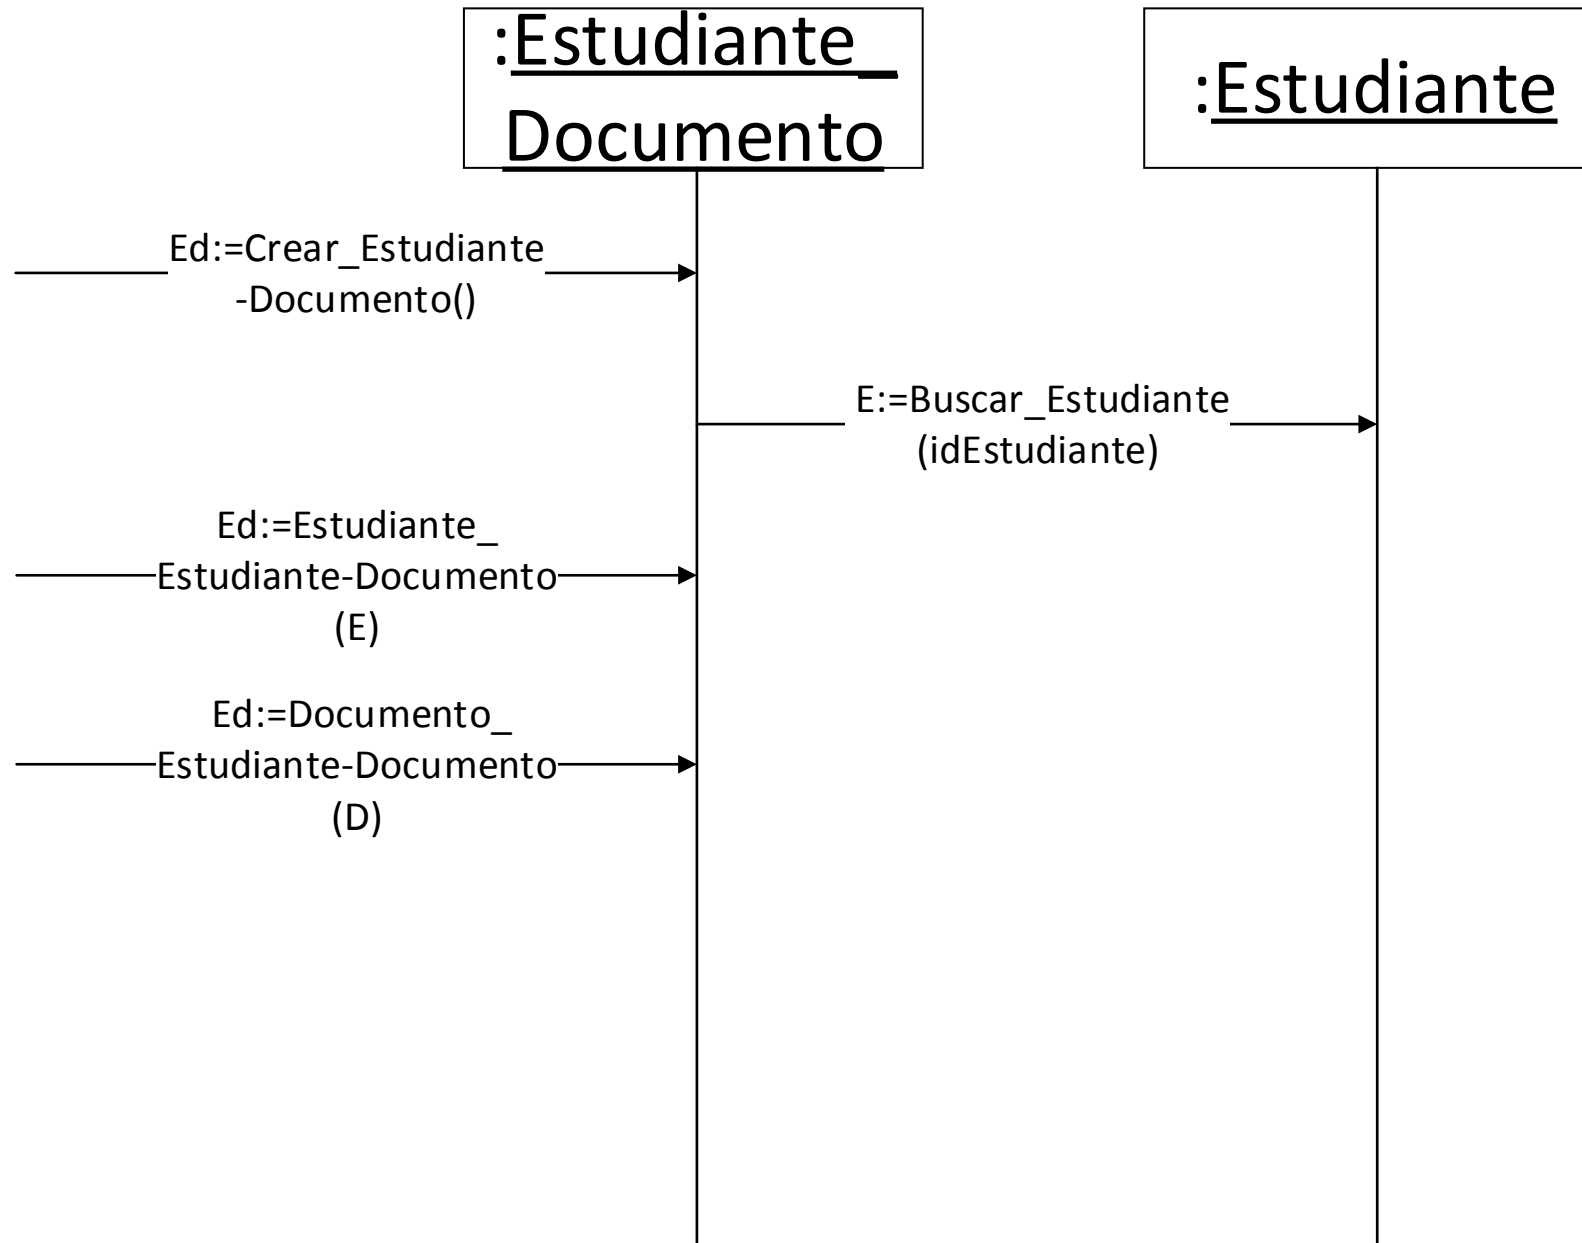 :Estudiante_
Documento
:Estudiante
Ed:=Crear_Estudiante
-Documento()
E:=Buscar_Estudiante
(idEstudiante)
Ed:=Estudiante_
Estudiante-Documento
(E)
Ed:=Documento_
Estudiante-Documento
(D)